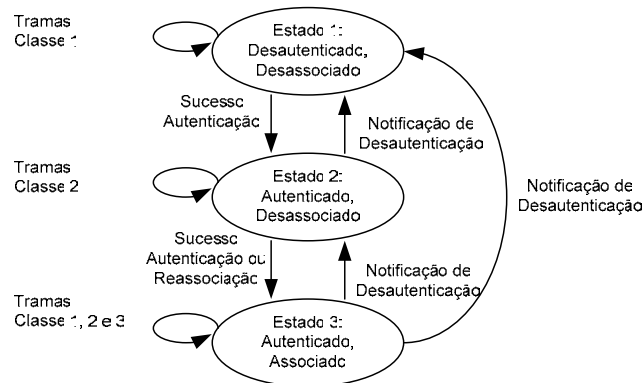 Tramas
Classe 1
Estado 1:
Desautenticado,
Desassociado
Sucesso
Autenticação
Notificação de
Desautenticação
Tramas
Classe 2
Estado 2:
Autenticado,
Desassociado
Notificação de
Desautenticação
Sucesso
Autenticação ou
Reassociação
Notificação de
Desautenticação
Tramas
Classe 1, 2 e 3
Estado 3:
Autenticado,
Associado